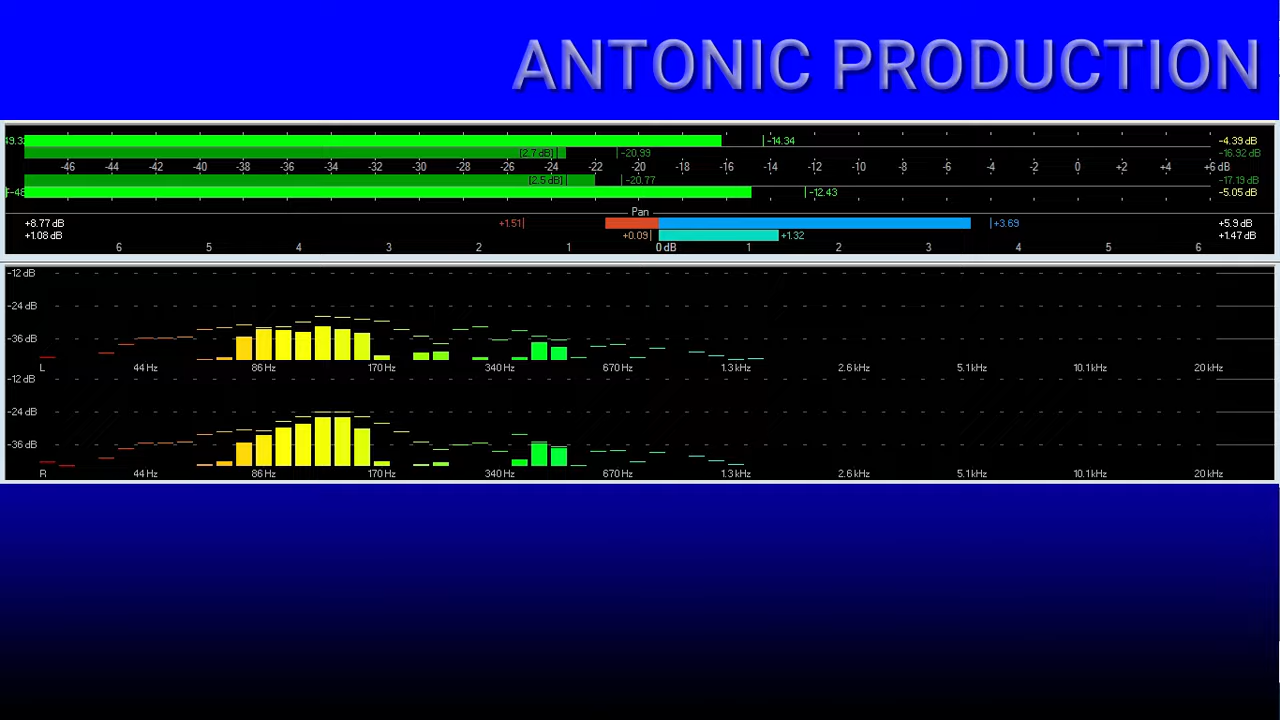 ANTONIC PRODUCTION
-14.34 -4.39 dB
[2.7 dB] -20.99 -16.92 dB
-46 -44 -42 -40 -38 -36 -34 -32 -30 -28 -26 -24 -22 -20 -18 -16 -14 -12 -10 -8 -6 -4 -2 0 +2 +4 +6 dB
[2.5 dB] -20.77 -17.19 dB
-12.43 -5.05 dB
Pan
+8.77 dB +1.51 +3.69 +5.9 dB
+1.08 dB +0.09 +1.32 +1.47 dB
6 5 4 3 2 1 0 dB 1 2 3 4 5 6
-12 dB
-24 dB
-36 dB
L 44 Hz 86 Hz 170 Hz 340 Hz 670 Hz 1.3 kHz 2.6 kHz 5.1 kHz 10.1 kHz 20 kHz
-12 dB
-24 dB
-36 dB
R 44 Hz 86 Hz 170 Hz 340 Hz 670 Hz 1.3 kHz 2.6 kHz 5.1 kHz 10.1 kHz 20 kHz